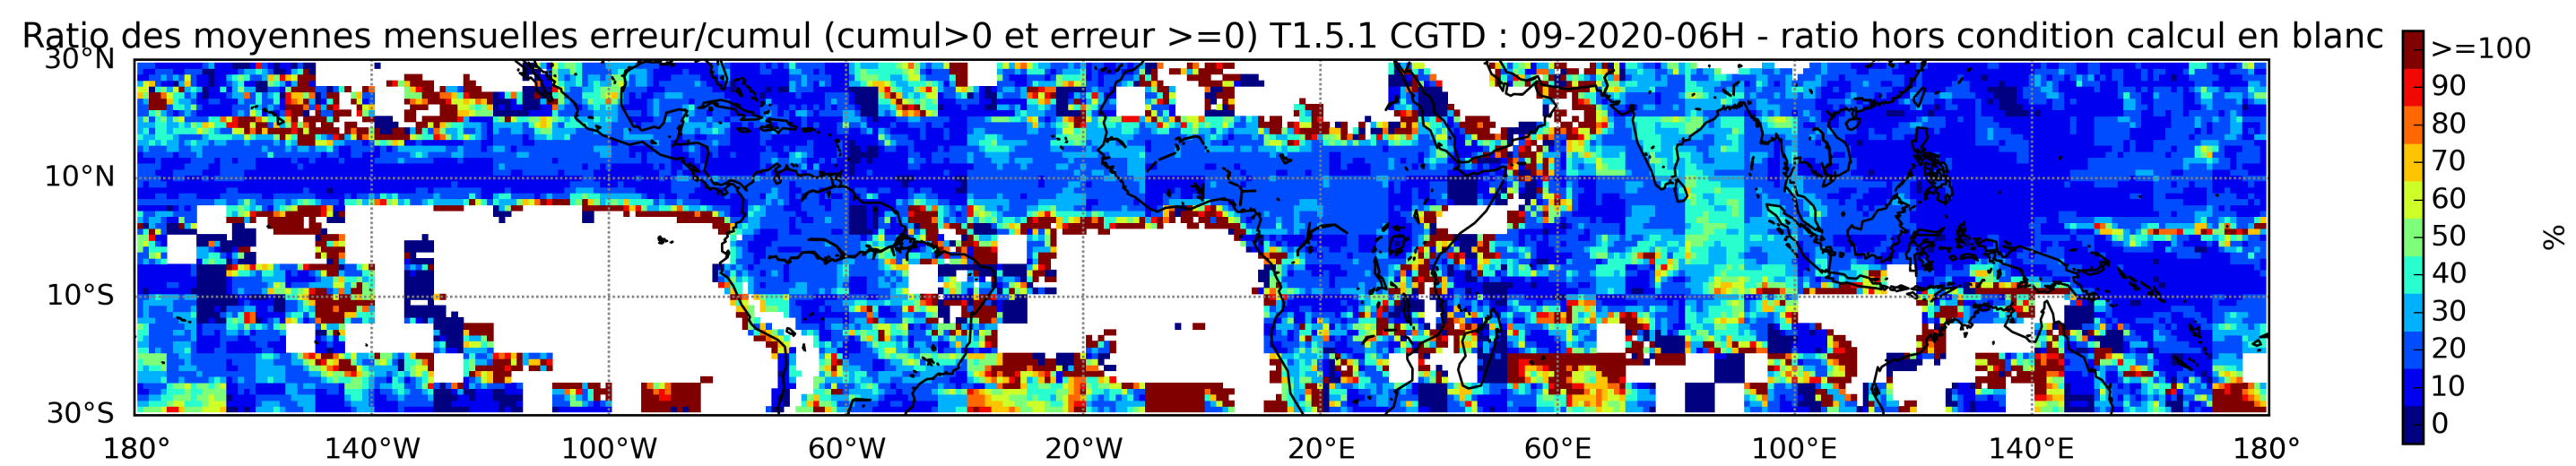 Ratio des moyennes mensuelles erreur/cumul (cumul>0 et erreur >=0) T1.5.1 CGTD : 09-2020-06H - ratio hors condition calcul en blanc
30°N
10°N
10°S
30°S
180° 140°W 100°W 60°W 20°W 20°E 60°E 100°E 140°E 180°
>=100
90
80
70
60
50
40
30
20
10
0
%